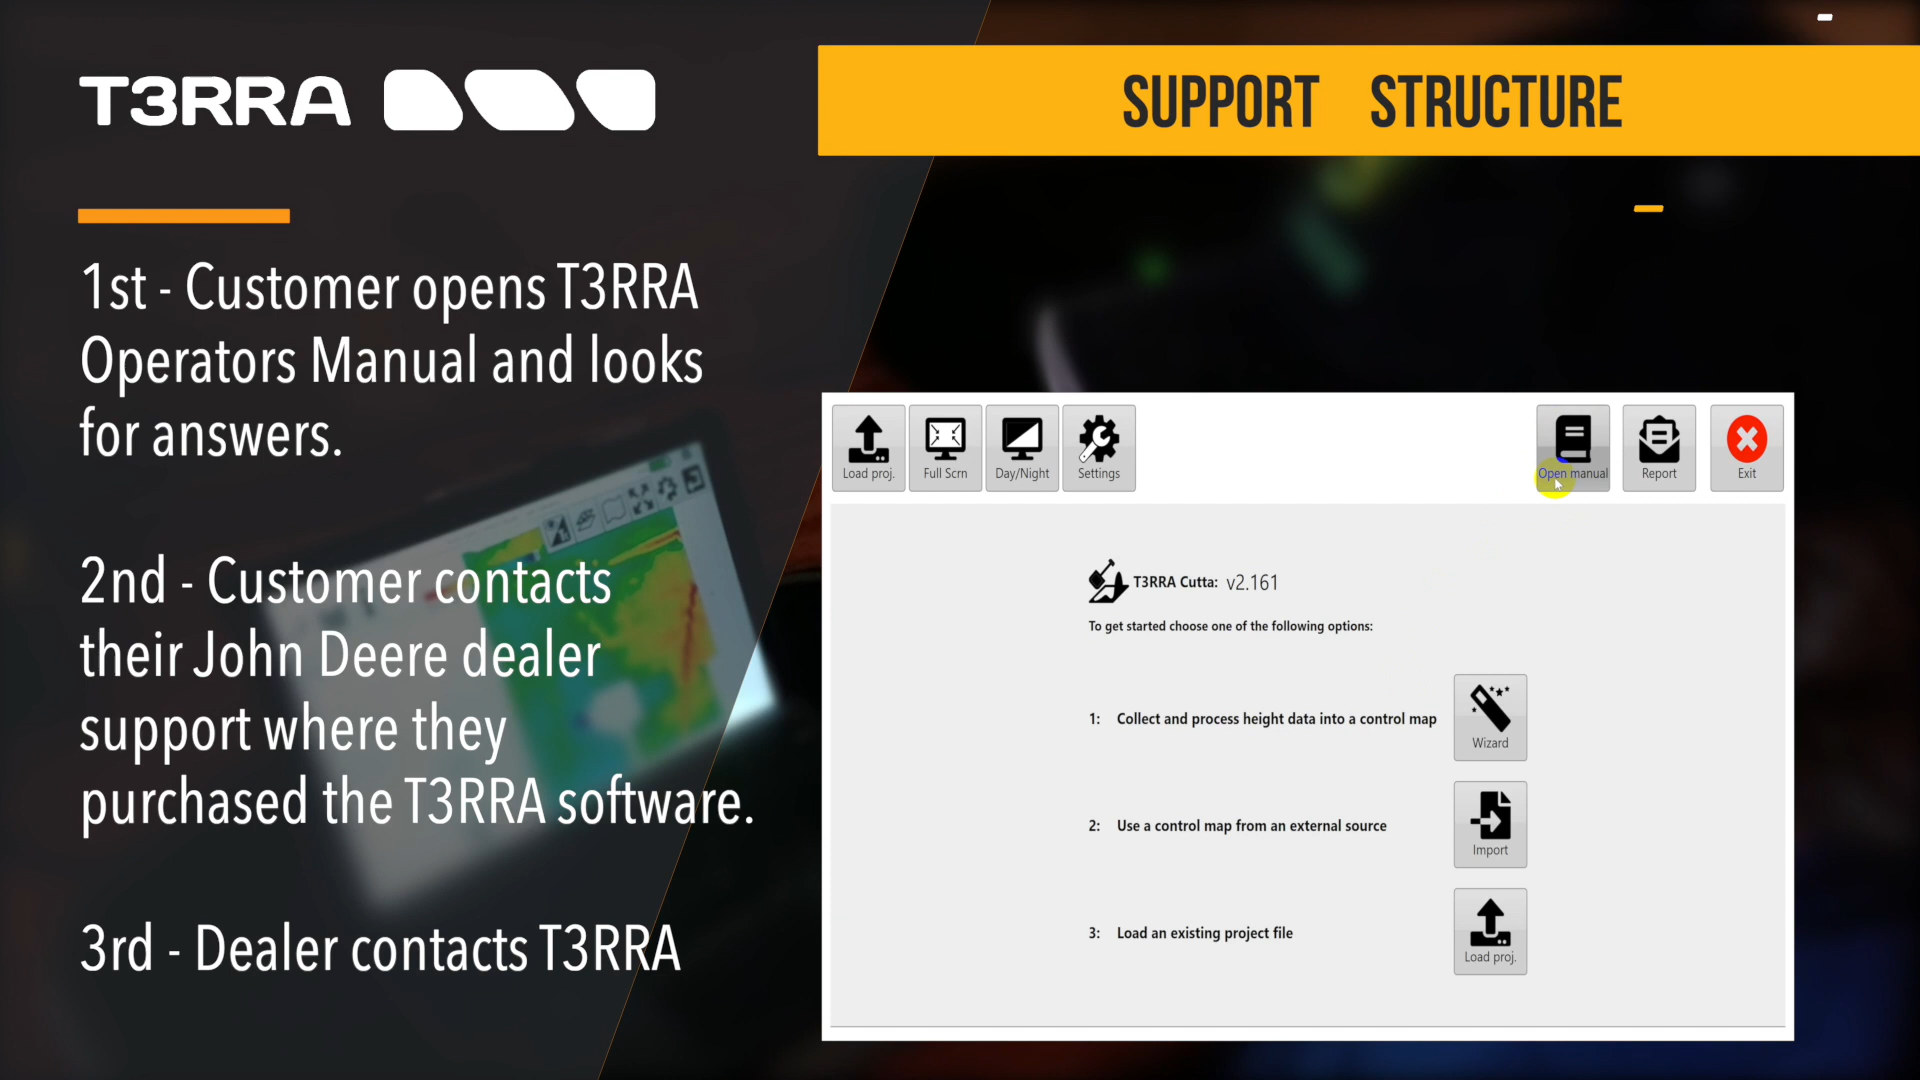 T3RRA
SUPPORT STRUCTURE
1st - Customer opens T3RRA
Operators Manual and looks
for answers.
2nd - Customer contacts
their John Deere dealer
support where they
purchased the T3RRA software.
3rd - Dealer contacts T3RRA
Load proj.
Full Scrn
Day/Night
Settings
Open manual
Report
Exit
T3RRA Cutta: v2.161
To get started choose one of the following options:
1: Collect and process height data into a control map
Wizard
2: Use a control map from an external source
Import
3: Load an existing project file
Load proj.